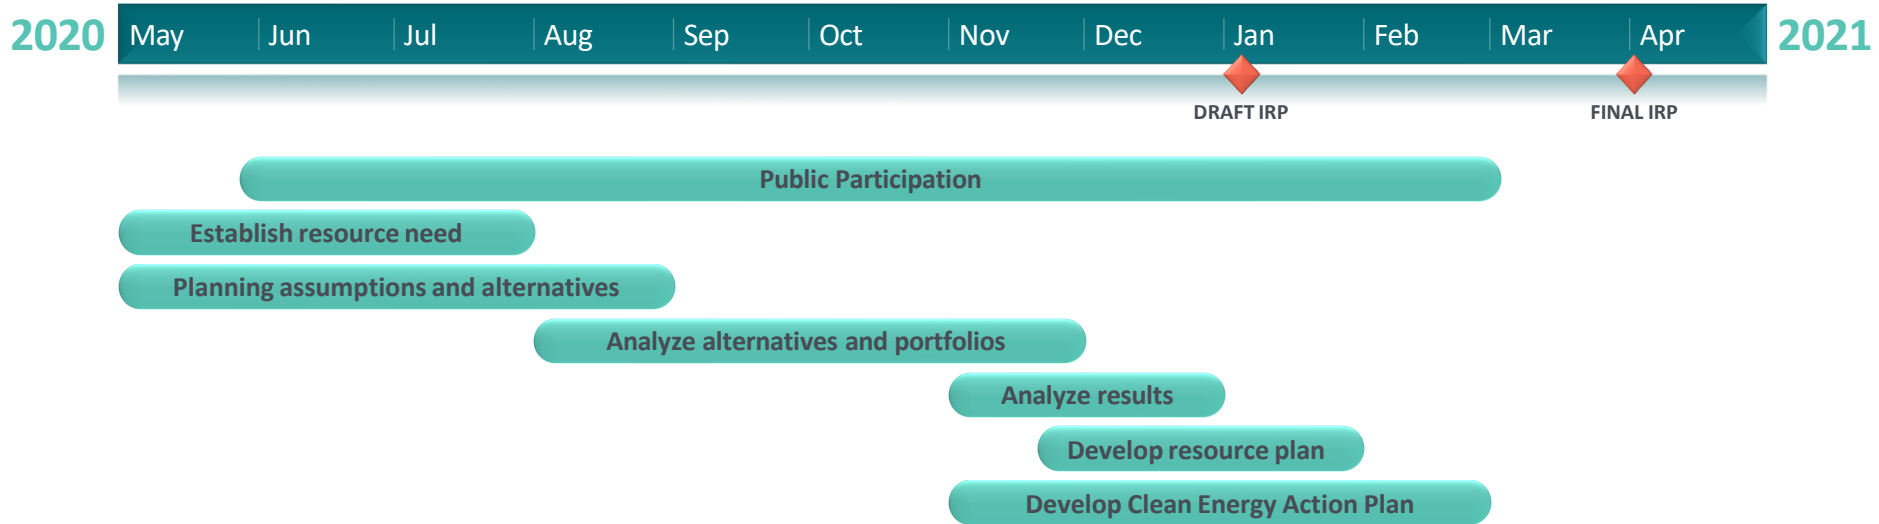 2020 May Jun Jul Aug Sep Oct Nov Dec Jan Feb Mar Apr 2021
DRAFT IRP FINAL IRP
Public Participation
Establish resource need
Planning assumptions and alternatives
Analyze alternatives and portfolios
Analyze results
Develop resource plan
Develop Clean Energy Action Plan